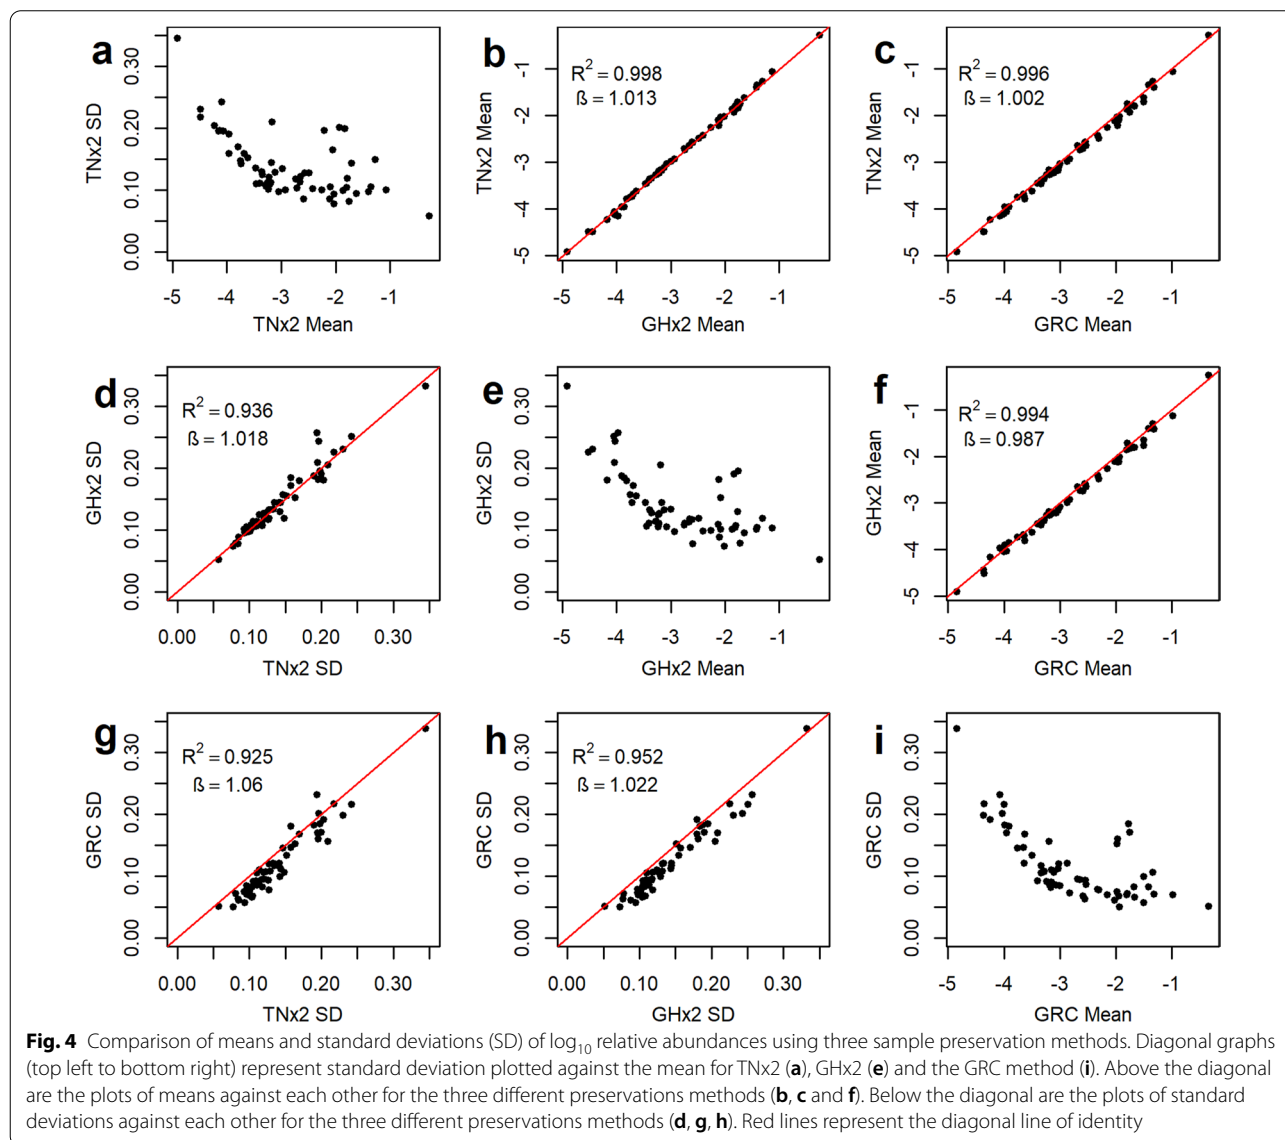 a
TNx2 SD
0.00 0.10 0.20 0.30
-5 -4 -3 -2 -1
TNx2 Mean
b
R² = 0.998
ß = 1.013
TNx2 Mean
-5 -4 -3 -2 -1
-5 -4 -3 -2 -1
GHx2 Mean
c
R² = 0.996
ß = 1.002
TNx2 Mean
-5 -4 -3 -2 -1
-5 -4 -3 -2 -1
GRC Mean
d
R² = 0.936
ß = 1.018
GHx2 SD
0.00 0.10 0.20 0.30
0.00 0.10 0.20 0.30
TNx2 SD
e
GHx2 SD
0.00 0.10 0.20 0.30
-5 -4 -3 -2 -1
GHx2 Mean
f
R² = 0.994
ß = 0.987
GHx2 Mean
-5 -4 -3 -2 -1
-5 -4 -3 -2 -1
GRC Mean
g
R² = 0.925
ß = 1.06
GRC SD
0.00 0.10 0.20 0.30
0.00 0.10 0.20 0.30
TNx2 SD
h
R² = 0.952
ß = 1.022
GRC SD
0.00 0.10 0.20 0.30
0.00 0.10 0.20 0.30
GHx2 SD
i
GRC SD
0.00 0.10 0.20 0.30
-5 -4 -3 -2 -1
GRC Mean
Fig. 4 Comparison of means and standard deviations (SD) of log₁₀ relative abundances using three sample preservation methods. Diagonal graphs
(top left to bottom right) represent standard deviation plotted against the mean for TNx2 (a), GHx2 (e) and the GRC method (i). Above the diagonal
are the plots of means against each other for the three different preservations methods (b, c and f). Below the diagonal are the plots of standard
deviations against each other for the three different preservations methods (d, g, h). Red lines represent the diagonal line of identity